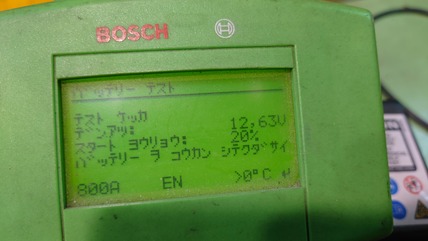 BOSCH
バッテリー テスト
テスト ケッカ
デンアツ: 12,63V
スタート ヨウリョウ: 20%
バッテリー ヲ コウカン シテクダサイ
800A EN >0°C ↵